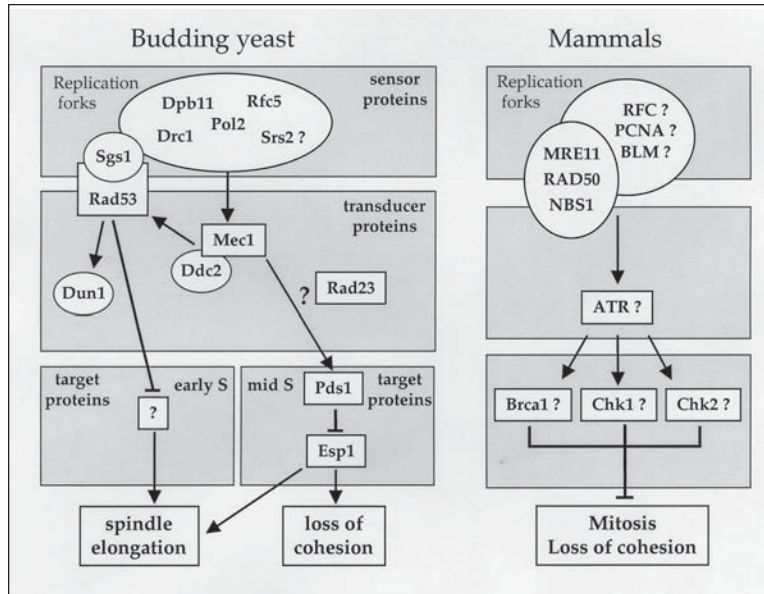 Budding yeast
Replication
forks
sensor
proteins
Dpb11
Rfc5
Drc1
Pol2
Srs2 ?
Sgs1
Rad53
transducer
proteins
Mec1
Ddc2
Dun1
?
Rad23
target
proteins
early S
?
mid S
Pds1
target
proteins
Esp1
spindle
elongation
loss of
cohesion
Mammals
Replication
forks
RFC ?
PCNA ?
BLM ?
MRE11
RAD50
NBS1
ATR ?
Brca1 ?
Chk1 ?
Chk2 ?
Mitosis
Loss of cohesion